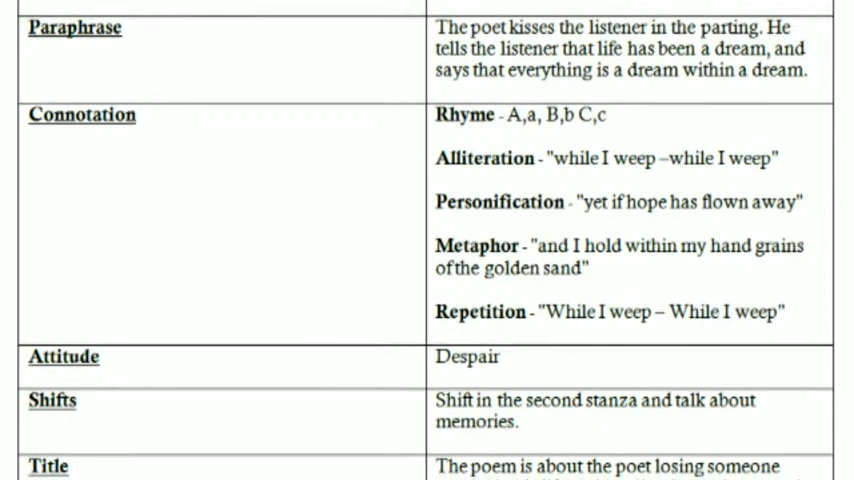 Paraphrase
The poet kisses the listener in the parting. He
tells the listener that life has been a dream, and
says that everything is a dream within a dream.
Connotation
Rhyme - A,a, B,b C,c
Alliteration - "while I weep –while I weep"
Personification - "yet if hope has flown away"
Metaphor - "and I hold within my hand grains
of the golden sand"
Repetition - "While I weep – While I weep"
Attitude
Despair
Shifts
Shift in the second stanza and talk about
memories.
Title
The poem is about the poet losing someone